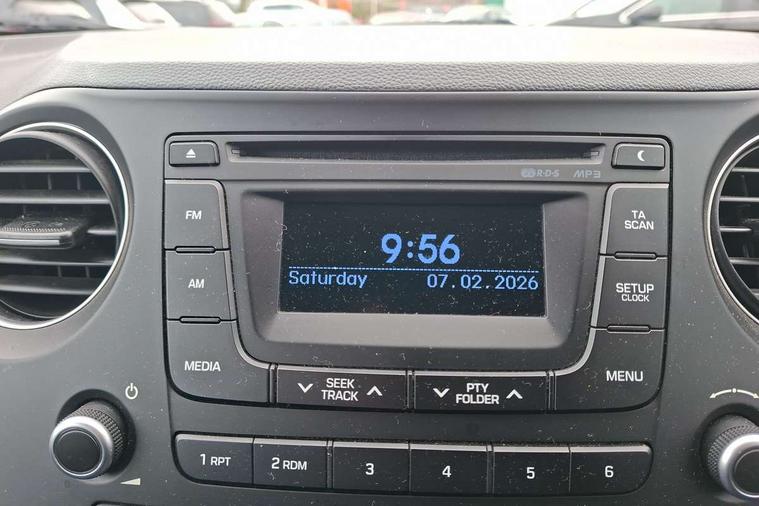 R·D·S MP3
FM
TA
SCAN
9:56
Saturday 07.02.2026
AM
SETUP
CLOCK
MEDIA
SEEK
TRACK
PTY
FOLDER
MENU
1 RPT
2 RDM
3
4
5
6